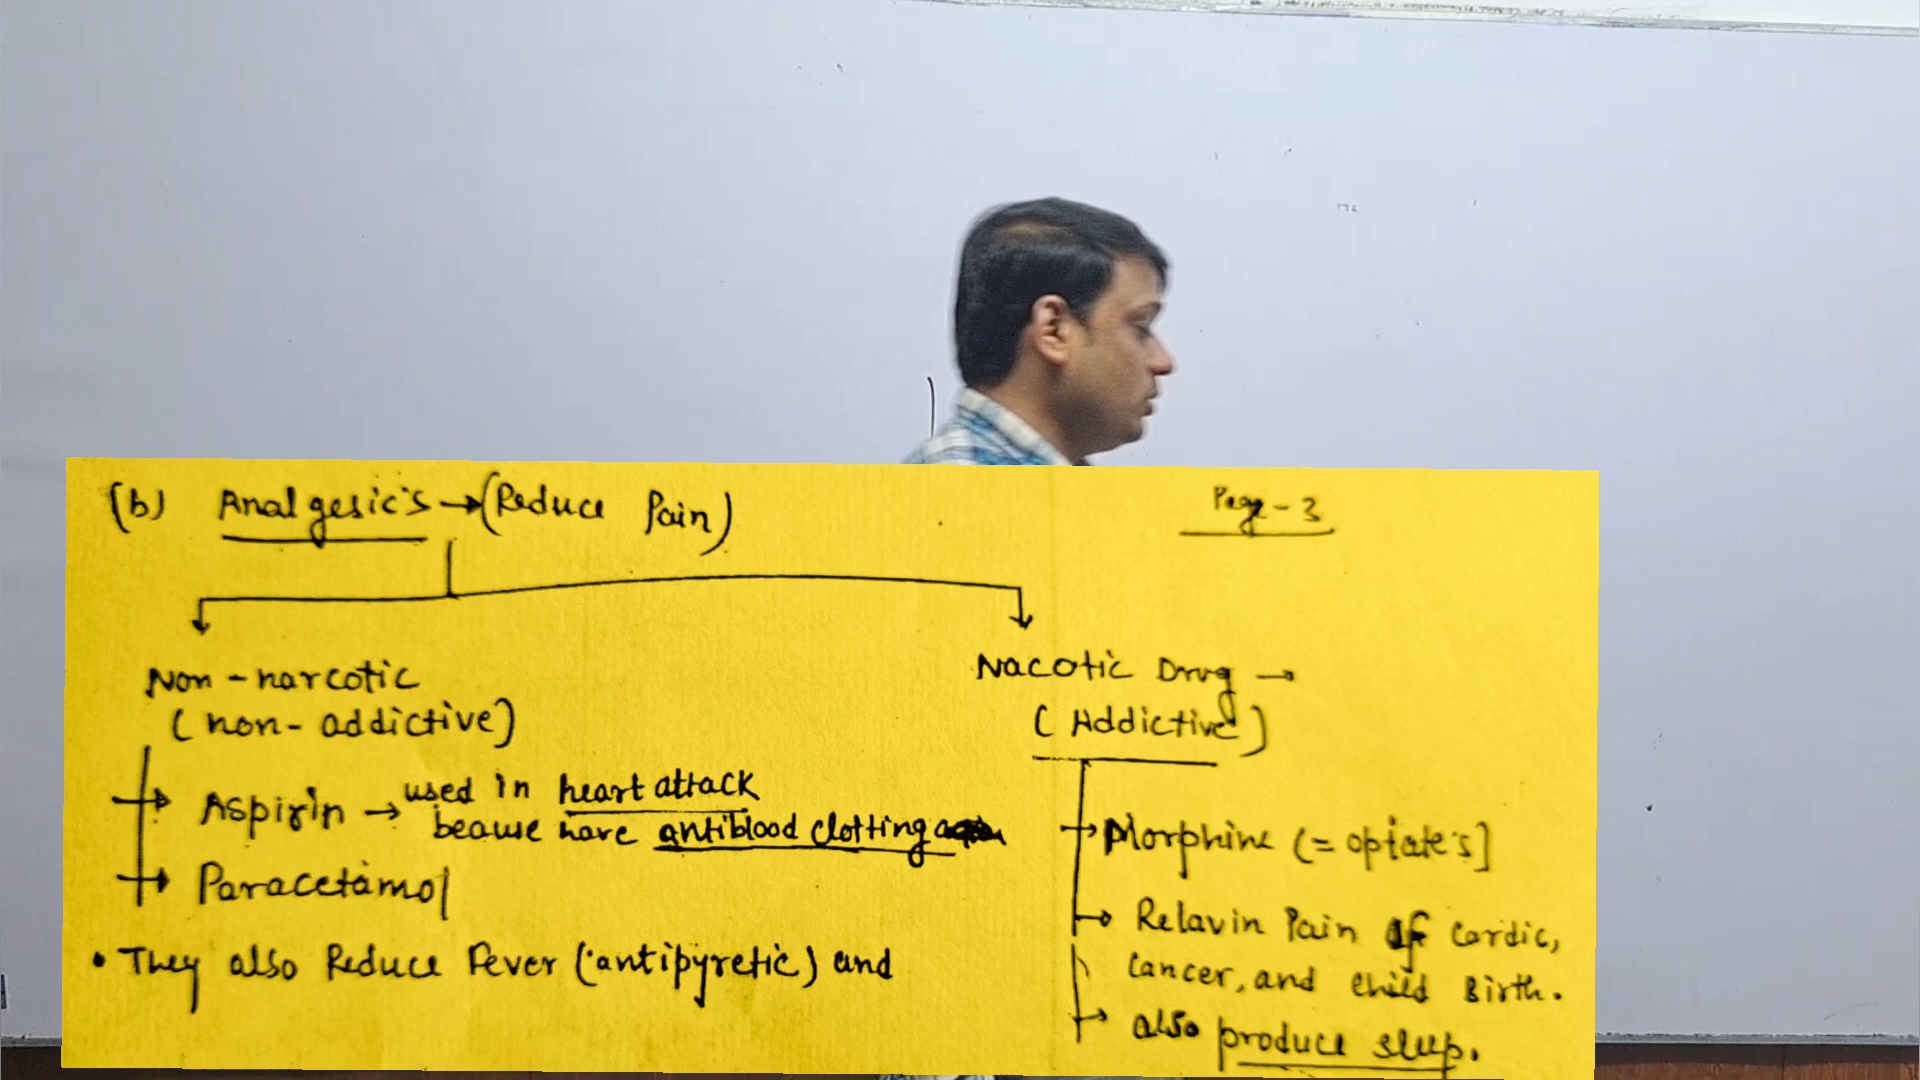 (b) Analgesic's → (Reduce Pain)
Page - 3
Non-narcotic
(non-addictive)
Aspirin → used in heart attack
beause have antiblood clotting
Paracetamol
• They also Reduce Fever (antipyretic) and
Nacotic Drug →
(Addictive)
→ Morphine (= opiate's]
→ Relavin Pain of Cardic,
Cancer, and Child Birth.
→ also produce sleep.